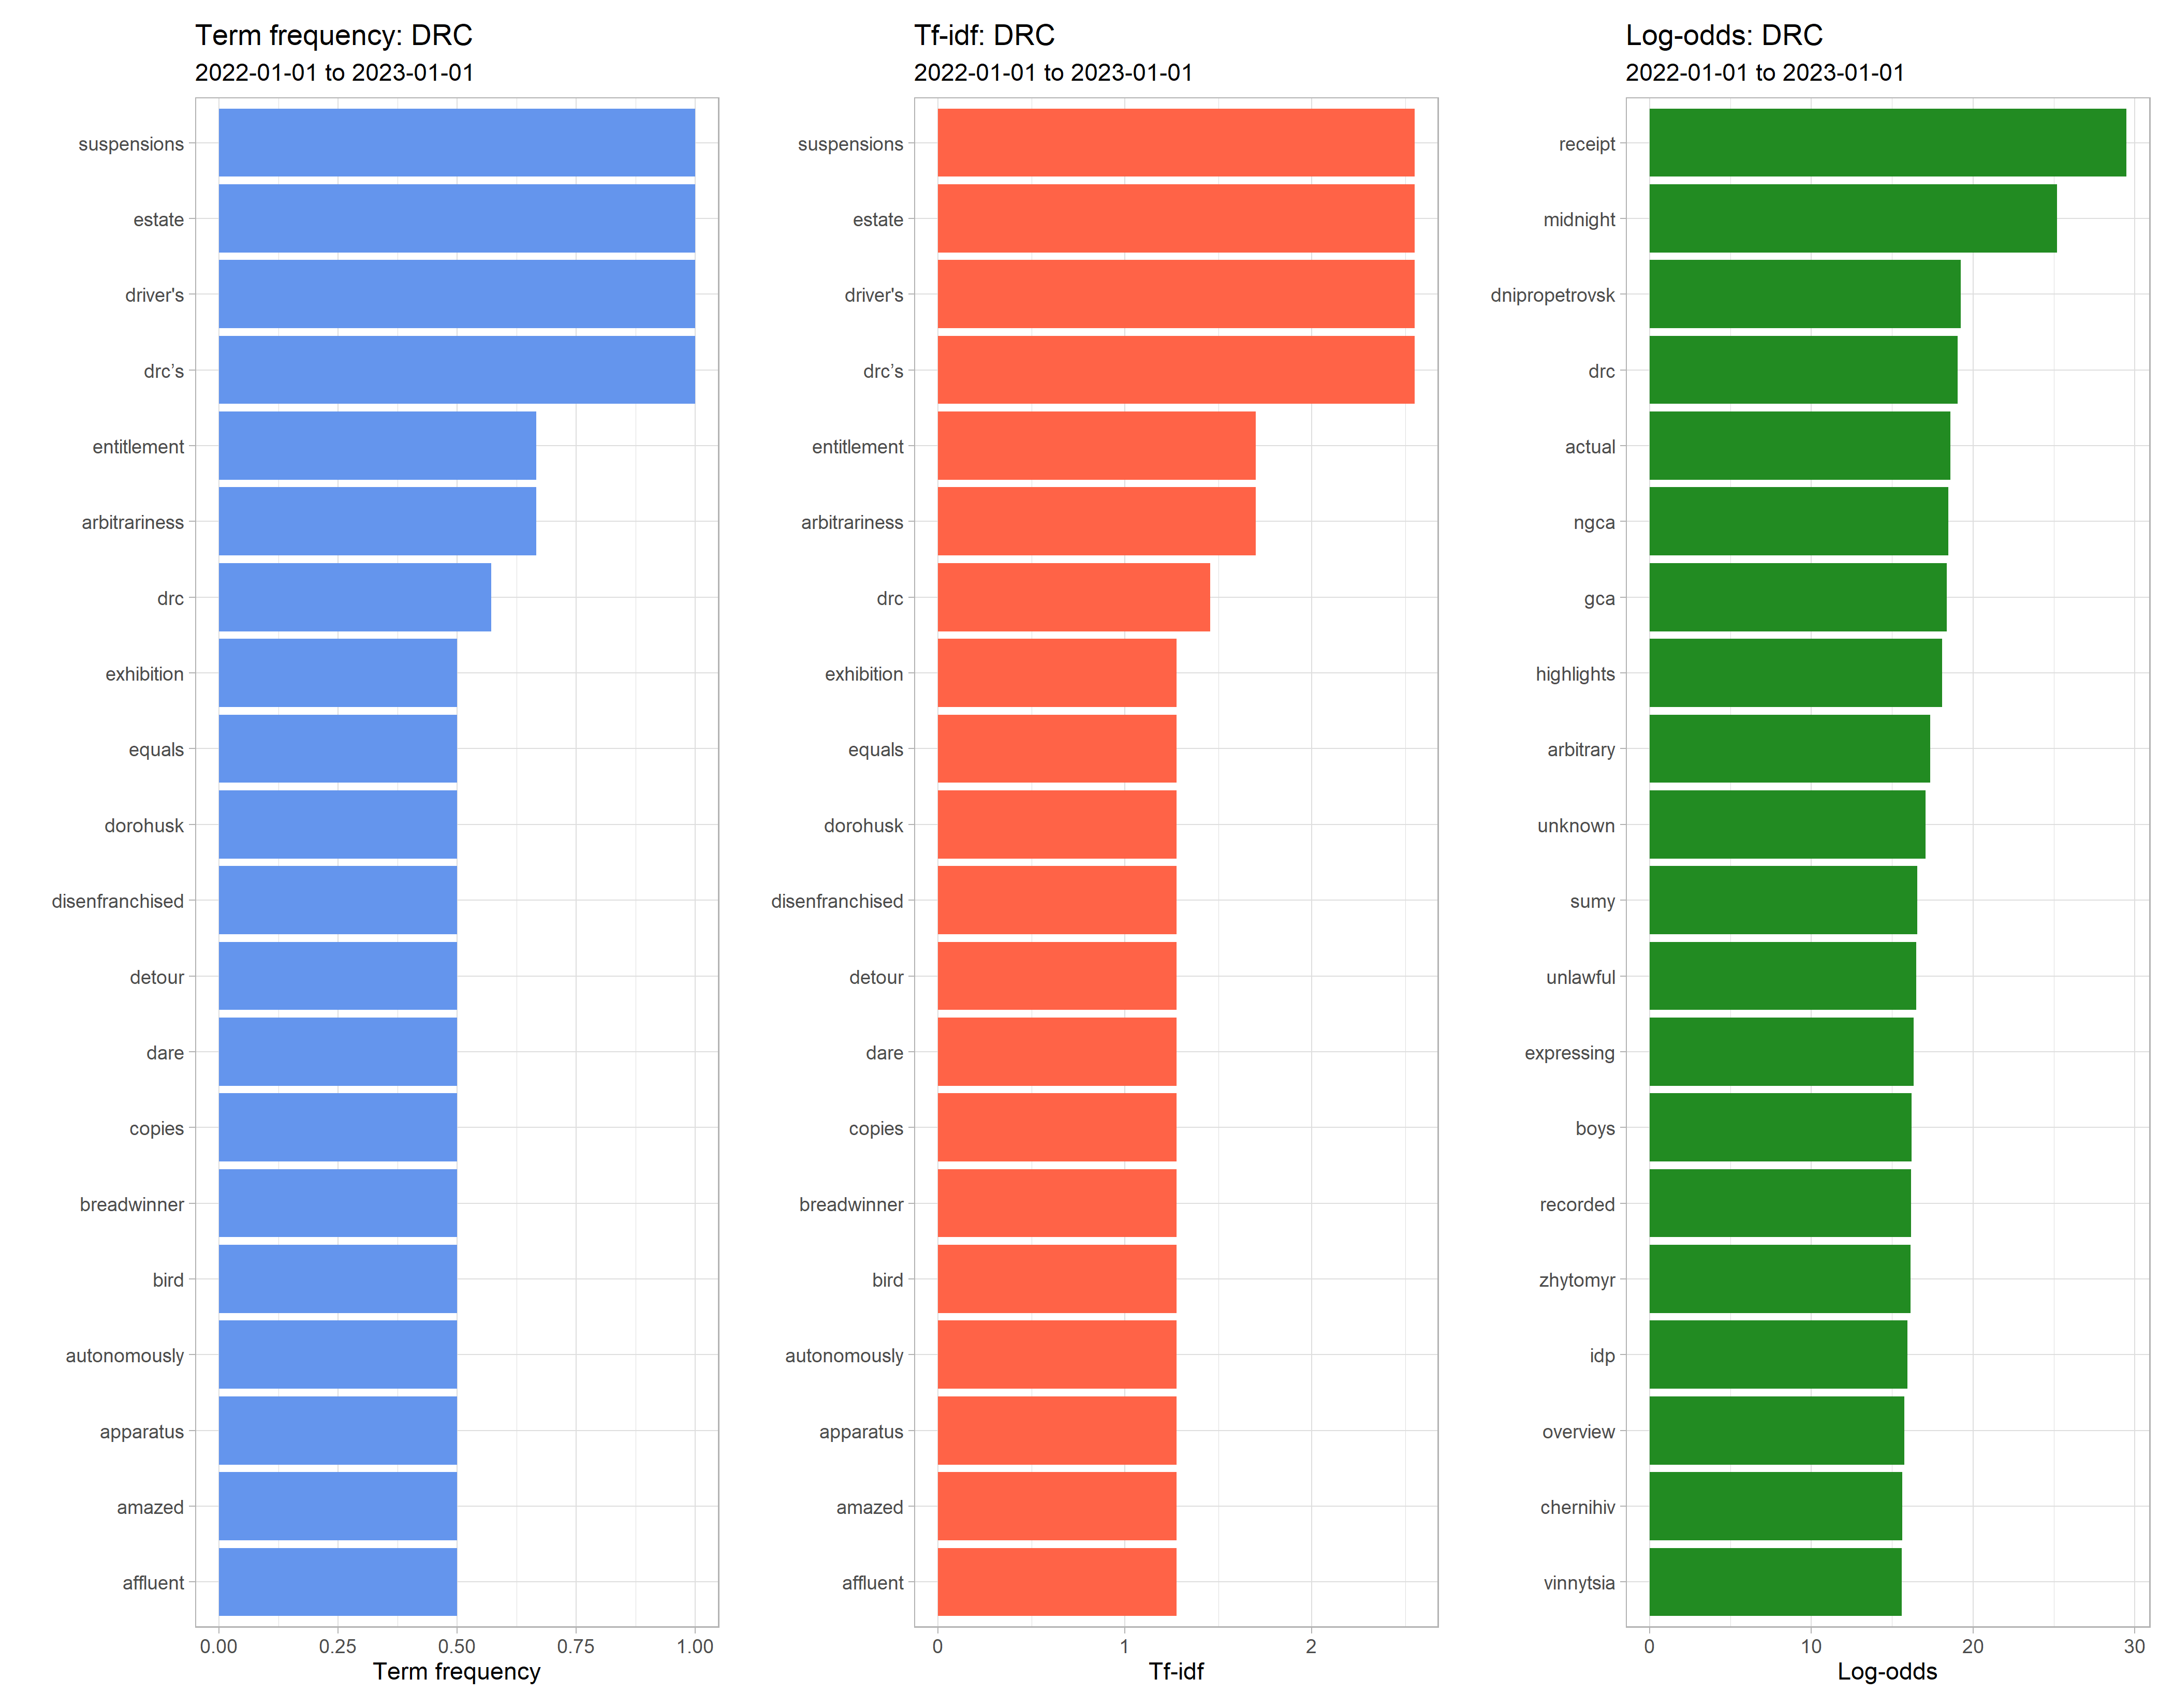 Term frequency: DRC
2022-01-01 to 2023-01-01
suspensions
estate
driver's
drc’s
entitlement
arbitrariness
drc
exhibition
equals
dorohusk
disenfranchised
detour
dare
copies
breadwinner
bird
autonomously
apparatus
amazed
affluent
0.00 0.25 0.50 0.75 1.00
Term frequency
Tf-idf: DRC
2022-01-01 to 2023-01-01
suspensions
estate
driver's
drc’s
entitlement
arbitrariness
drc
exhibition
equals
dorohusk
disenfranchised
detour
dare
copies
breadwinner
bird
autonomously
apparatus
amazed
affluent
0 1 2
Tf-idf
Log-odds: DRC
2022-01-01 to 2023-01-01
receipt
midnight
dnipropetrovsk
drc
actual
ngca
gca
highlights
arbitrary
unknown
sumy
unlawful
expressing
boys
recorded
zhytomyr
idp
overview
chernihiv
vinnytsia
0 10 20 30
Log-odds